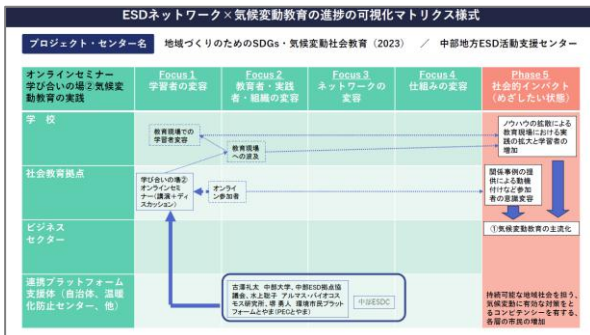 ESDネットワーク×気候変動教育の進捗の可視化マトリクス様式
プロジェクト・センター名
地域づくりのためのSDGs・気候変動社会教育（2023） ／ 中部地方ESD活動支援センター
オンラインセミナー
学び合いの場②気候変
動教育の実践
Focus 1
学習者の変容
Focus 2
教育者・実践
者・組織の変容
Focus 3
ネットワークの
変容
Focus 4
仕組みの変容
Phase 5
社会的インパクト
（めざしたい状態）
学 校
教育現場での
学習者変容
教育現場
への波及
ノウハウの拡散による
教育現場における実
践の拡大と学習者の
増加
社会教育拠点
学び合いの場②
オンラインセミ
ナー(講演＋ディ
スカッション)
オンライ
ン参加者
関係事例の提
供による動機
付けなど参加
者の意識変容
ビジネス
セクター
①気候変動教育の主流化
連携プラットフォーム
支援体（自治体、温暖
化防止センター、他）
古澤礼太 中部大学、中部ESD拠点協
議会、水上聡子 アルマス・バイオコス
モス研究所、堺 勇人 環境市民プラット
フォームとやま(PECとやま)
中部ESDC
持続可能な地域社会を担う、
気候変動に有効な対策をと
るコンピテンシーを有する、
各層の市民の増加